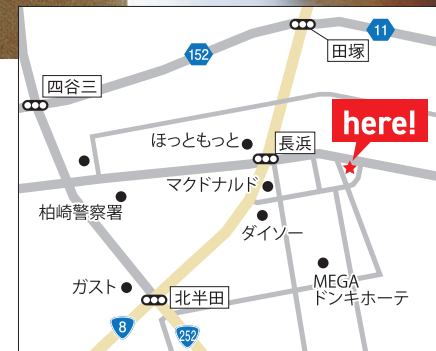 田塚
11
152
四谷三
here!
ほっともっと
長浜
マクドナルド
柏崎警察署
ダイソー
ガスト
北半田
MEGA
ドンキホーテ
8
252